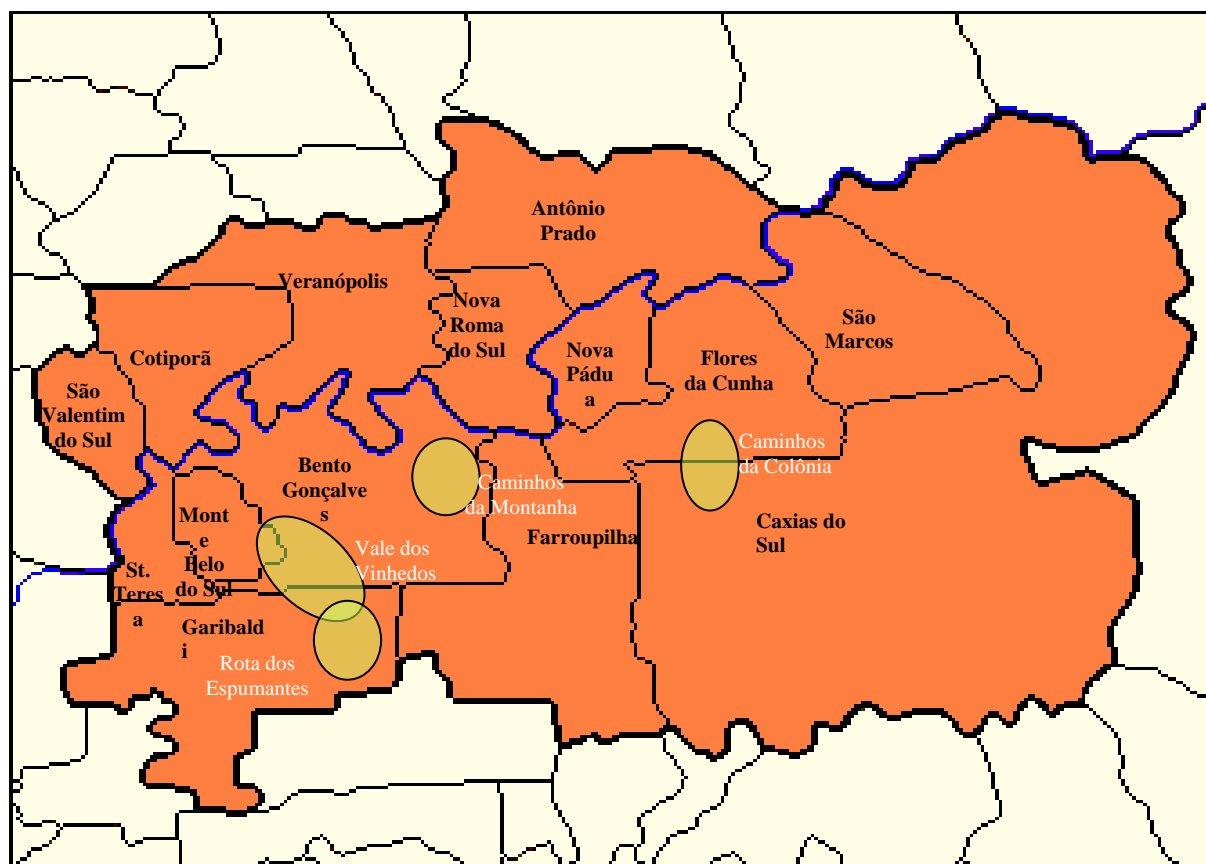 Antônio
Prado
Veranópolis
Nova
Roma
do Sul
São
Marcos
Cotiporã
Nova
Pádu
a
Flores
da Cunha
São
Valentim
do Sul
Caminhos
da Colônia
Bento
Gonçalve
s
Caminhos
da Montanha
Mont
e
Belo
do Sul
Farroupilha
Caxias do
Sul
Vale dos
Vinhedos
St.
Teres
a
Garibald
i
Rota dos
Espumantes